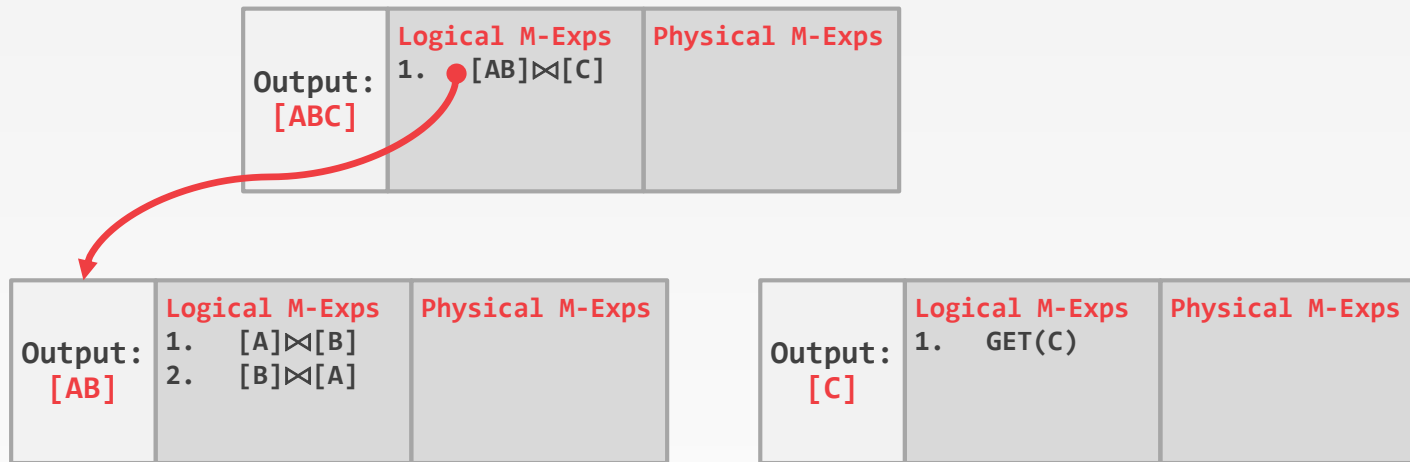 Logical M-Exps
Physical M-Exps
1. [AB]⋈[C]
Output:
[ABC]
Logical M-Exps
Physical M-Exps
1. [A]⋈[B]
2. [B]⋈[A]
Output:
[AB]
Logical M-Exps
Physical M-Exps
1. GET(C)
Output:
[C]